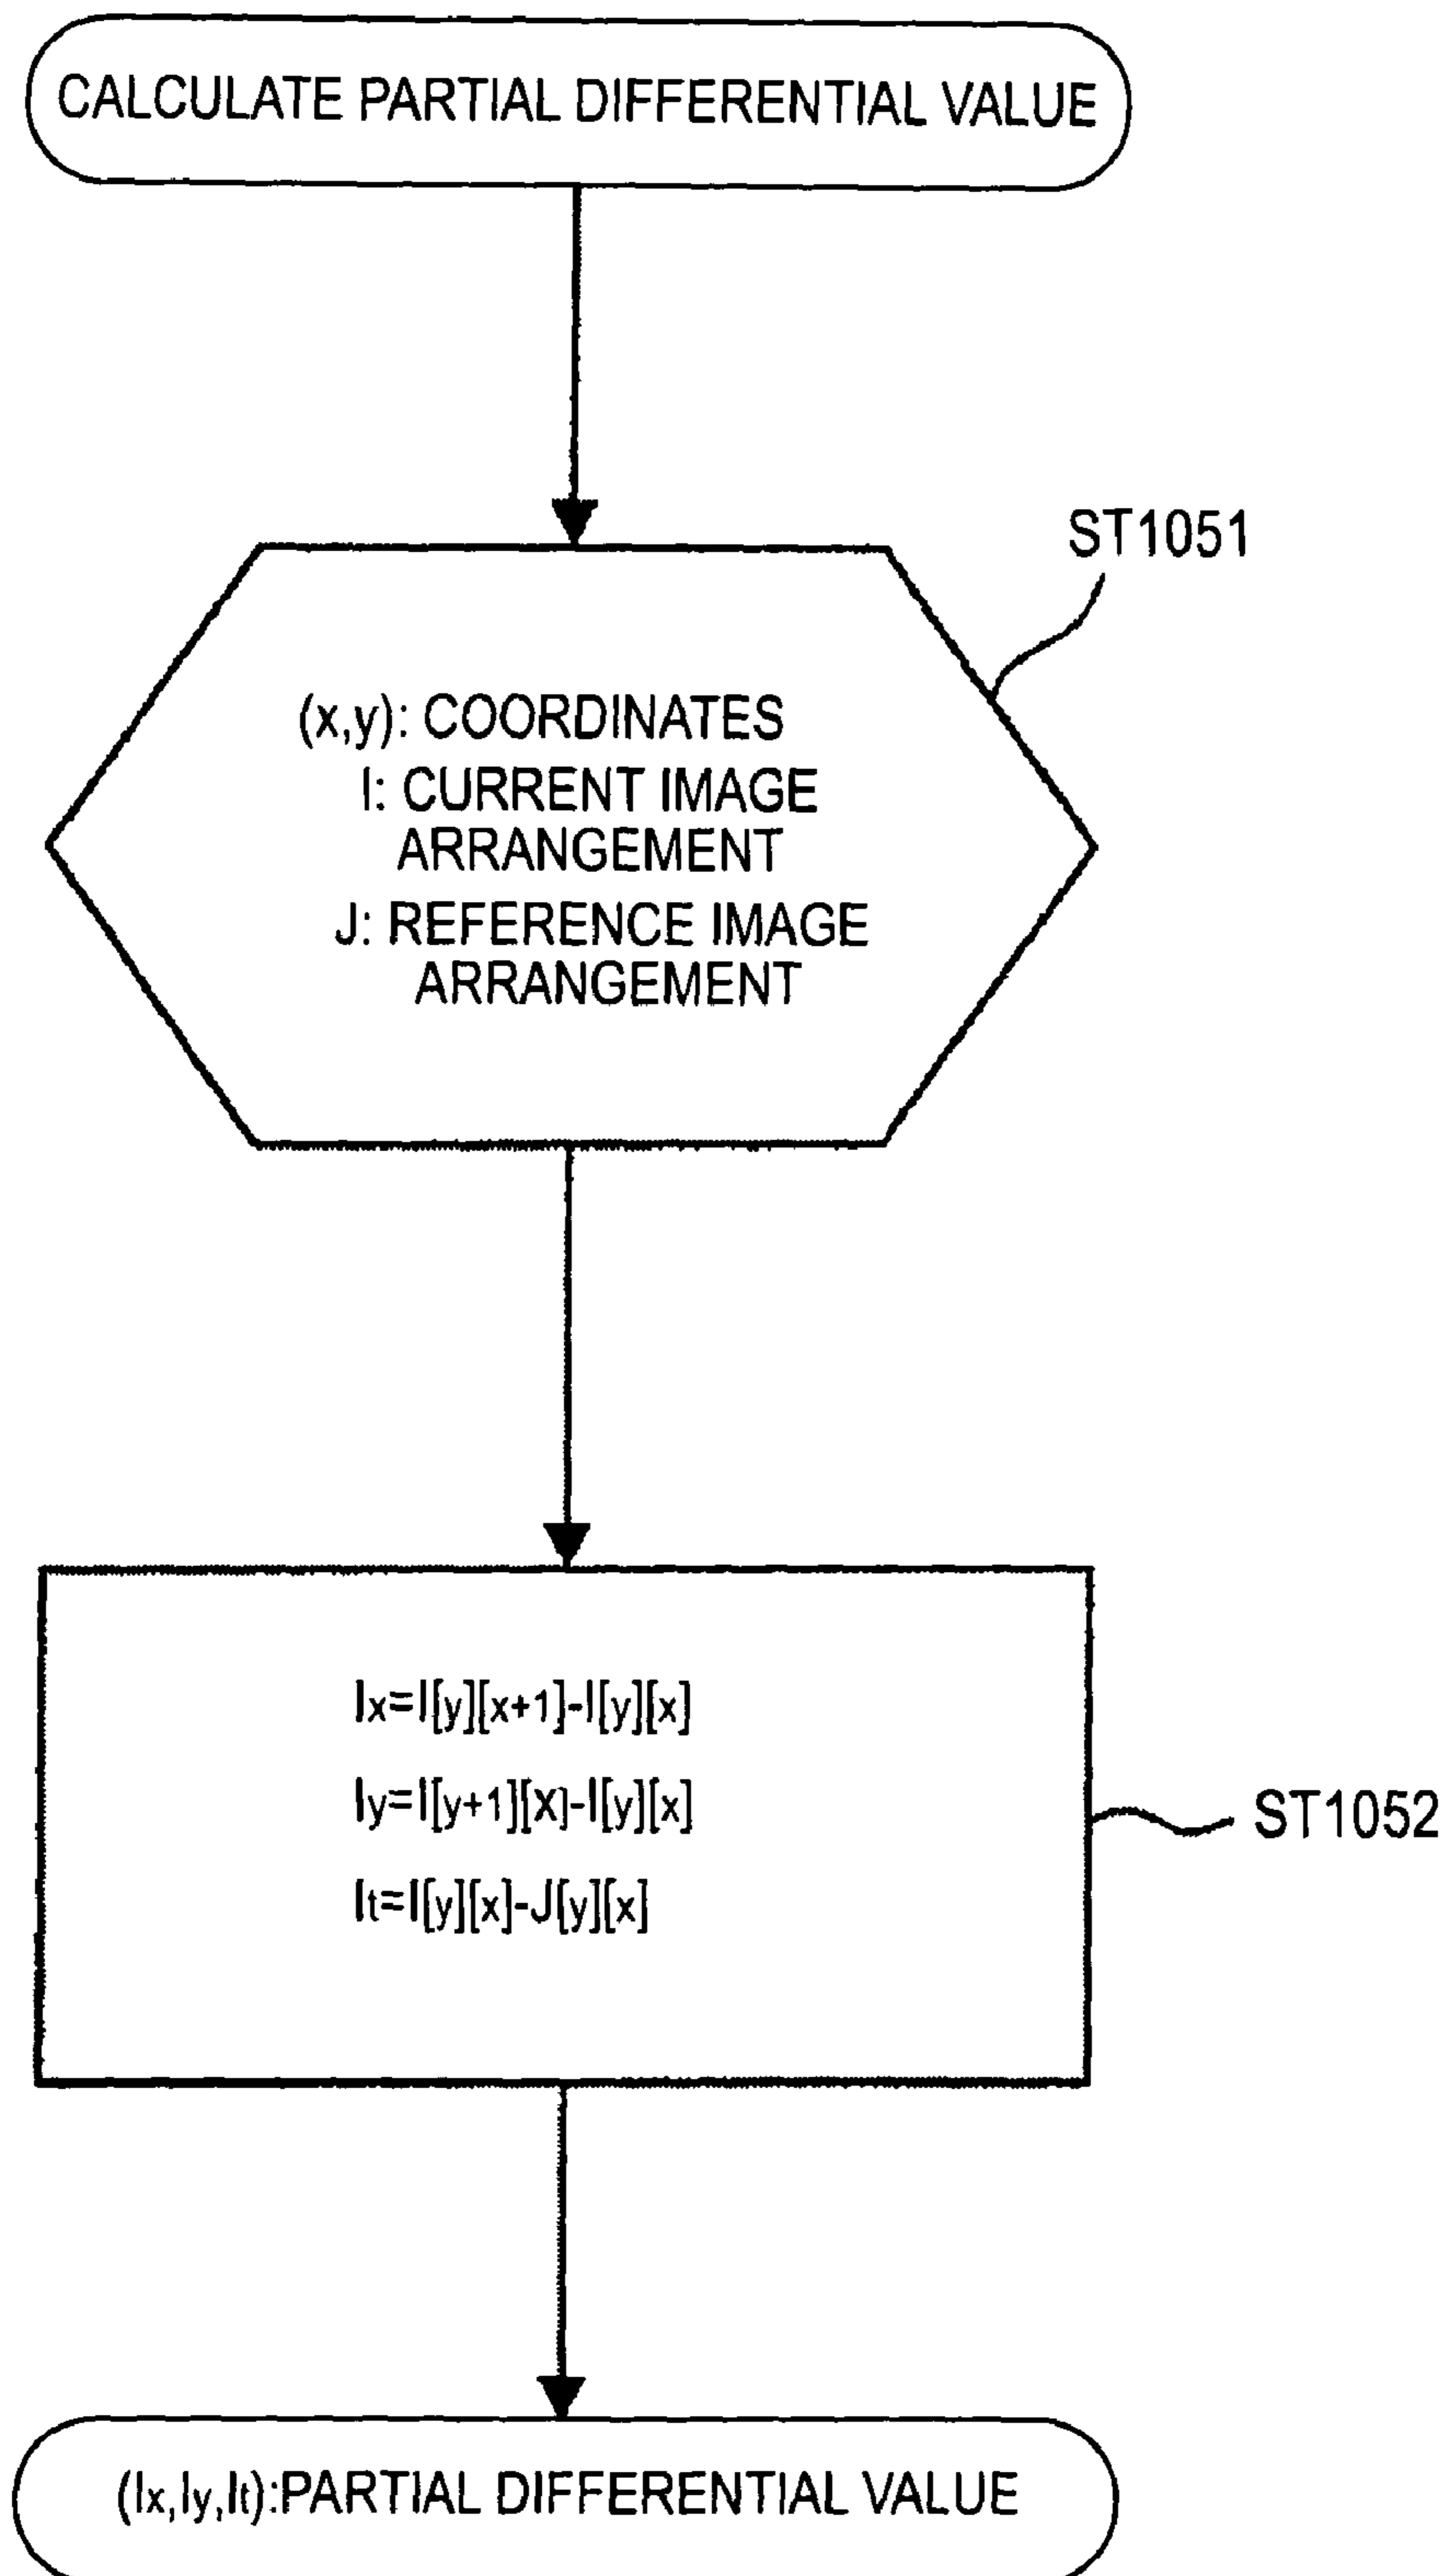 CALCULATE PARTIAL DIFFERENTIAL VALUE
ST1051
(x,y): COORDINATES
I: CURRENT IMAGE
ARRANGEMENT
J: REFERENCE IMAGE
ARRANGEMENT
Ix=I[y][x+1]-I[y][x]
Iy=I[y+1][X]-I[y][x]
It=I[y][x]-J[y][x]
ST1052
(Ix,Iy,It):PARTIAL DIFFERENTIAL VALUE